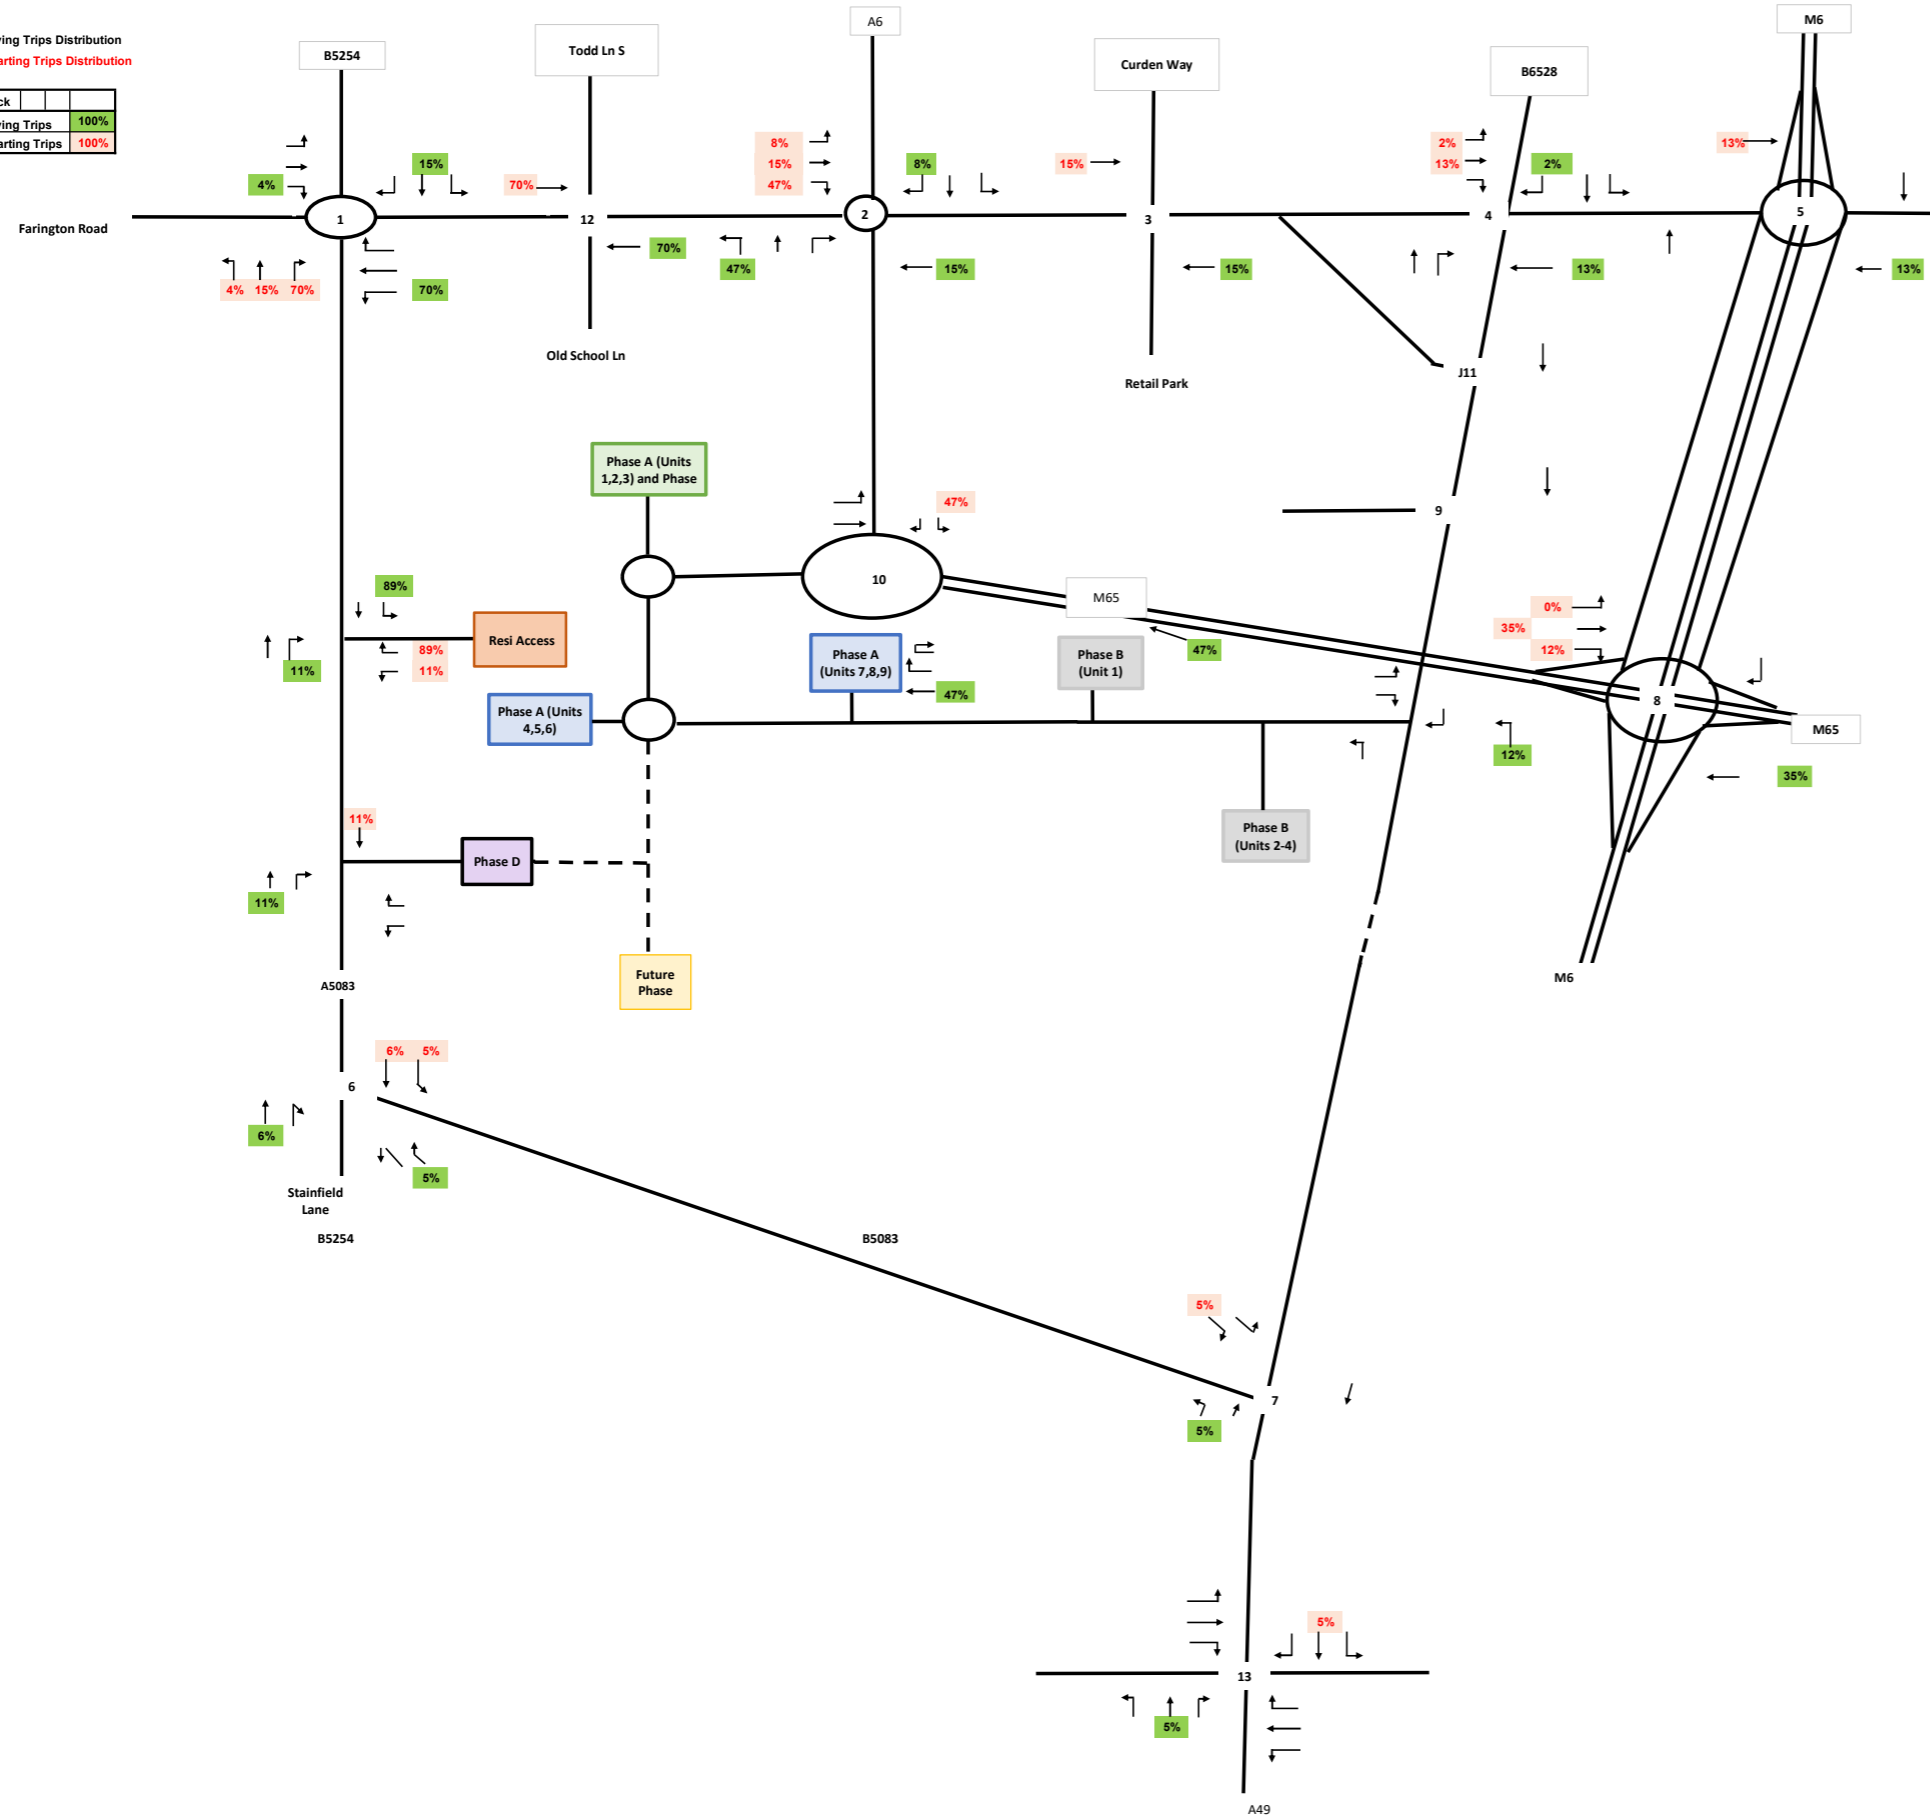 A6
M6
ving Trips Distribution
B5254
Todd Ln S
arting Trips Distribution
Curden Way
B6528
ck
ving Trips 100%
arting Trips 100%
8%
15%
47%
2%
13%
13%
15%
8%
15%
2%
4%
70%
Farington Road
1
12
2
3
4
5
70%
47%
15%
15%
13%
13%
4% 15% 70%
70%
Old School Ln
J11
Retail Park
Phase A (Units
1,2,3) and Phase
47%
9
10
89%
M65
0%
35%
12%
Resi Access
89%
11%
11%
Phase A
(Units 7,8,9)
47%
Phase B
(Unit 1)
47%
Phase A (Units
4,5,6)
8
M65
12%
35%
11%
Phase B
(Units 2-4)
Phase D
11%
Future
Phase
M6
A5083
6% 5%
6
6%
5%
Stainfield
Lane
B5254
B5083
5%
7
5%
5%
13
5%
A49